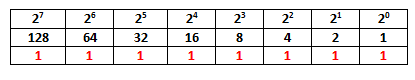 2⁷ 2⁶ 2⁵ 2⁴ 2³ 2² 2¹ 2⁰
128 64 32 16 8 4 2 1
1 1 1 1 1 1 1 1